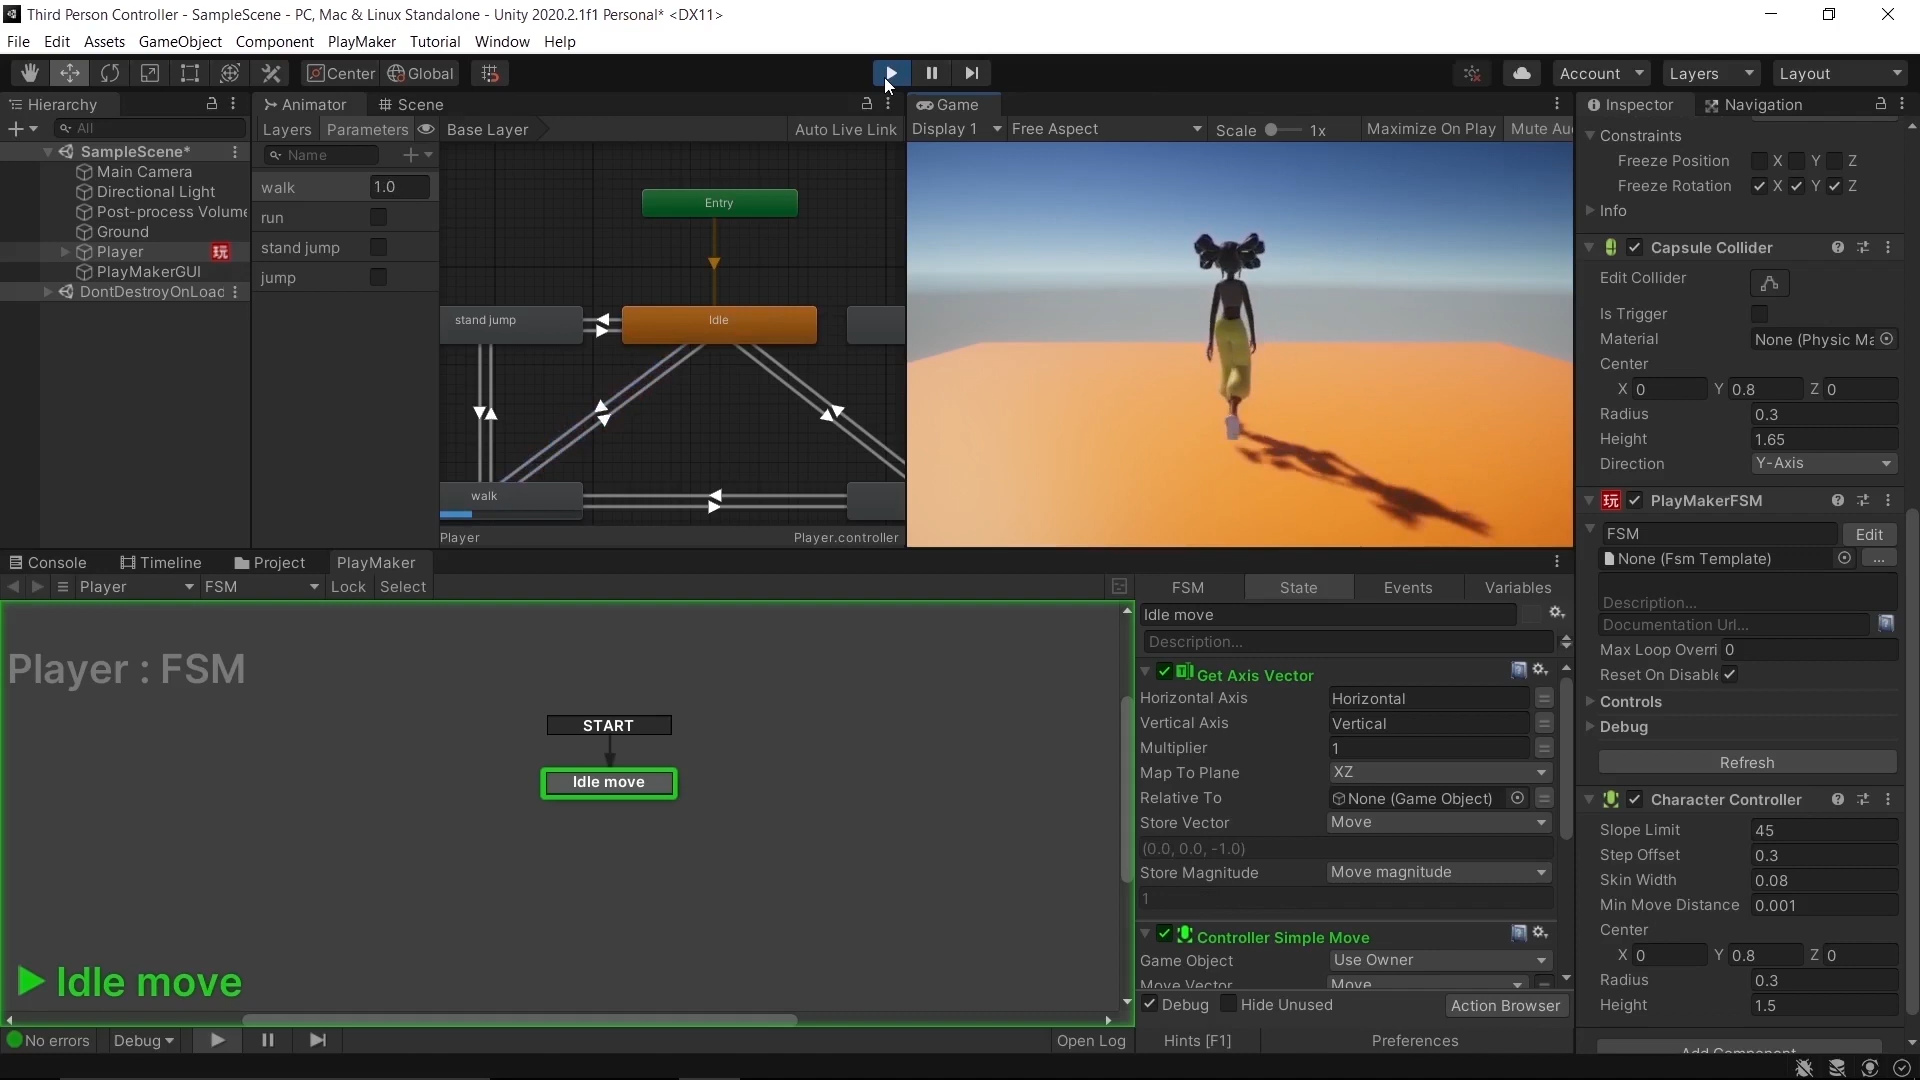 Third Person Controller - SampleScene - PC, Mac & Linux Standalone - Unity 2020.2.1f1 Personal* <DX11>
File Edit Assets GameObject Component PlayMaker Tutorial Window Help
Center Global Account Layers Layout
Hierarchy
All
SampleScene*
Main Camera
Directional Light
Post-process Volume
Ground
Player 玩
PlayMakerGUI
DontDestroyOnLoad
Animator Scene
Layers Parameters Base Layer Auto Live Link
Name
walk 1.0
run
stand jump
jump
Entry
stand jump
Idle
walk
Player Player.controller
Game
Display 1 Free Aspect Scale 1x Maximize On Play Mute Au
Inspector Navigation
Constraints
Freeze Position X Y Z
Freeze Rotation X Y Z
Info
Capsule Collider
Edit Collider
Is Trigger
Material None (Physic Ma
Center
X 0 Y 0.8 Z 0
Radius 0.3
Height 1.65
Direction Y-Axis
玩 PlayMakerFSM
FSM Edit
None (Fsm Template) ...
Description...
Documentation Url...
Max Loop Overri 0
Reset On Disable
Controls
Debug
Refresh
Character Controller
Slope Limit 45
Step Offset 0.3
Skin Width 0.08
Min Move Distance 0.001
Center
X 0 Y 0.8 Z 0
Radius 0.3
Height 1.5
Add Component
Console Timeline Project PlayMaker
Player FSM Lock Select
Player : FSM
START
Idle move
Idle move
No errors Debug Open Log
FSM State Events Variables
Idle move
Description...
Get Axis Vector
Horizontal Axis Horizontal
Vertical Axis Vertical
Multiplier 1
Map To Plane XZ
Relative To None (Game Object)
Store Vector Move
(0.0, 0.0, -1.0)
Store Magnitude Move magnitude
1
Controller Simple Move
Game Object Use Owner
Move Vector Move
Debug Hide Unused Action Browser
Hints [F1] Preferences